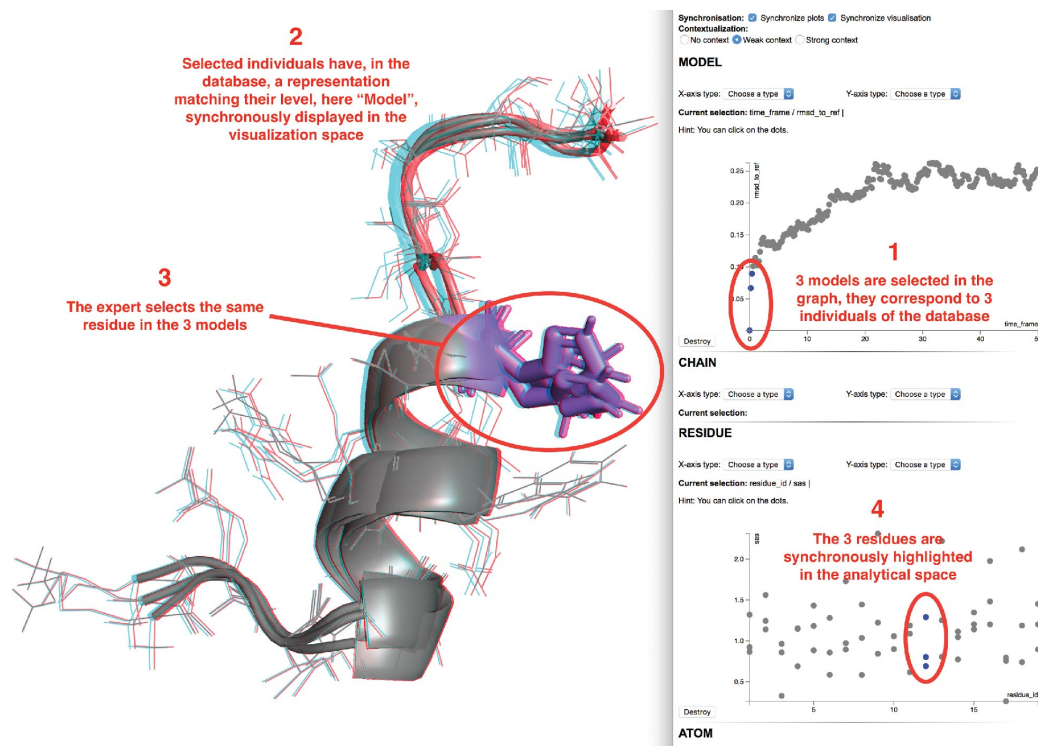 2
Selected individuals have, in the
database, a representation
matching their level, here “Model”,
synchronously displayed in the
visualization space
3
The expert selects the same
residue in the 3 models
Synchronisation: Synchronize plots Synchronize visualisation
Contextualization:
No context Weak context Strong context
MODEL
X-axis type: Choose a type Y-axis type: Choose a type
Current selection: time_frame / rmsd_to_ref |
Hint: You can click on the dots.
rmsd_to_ref
0.25
0.20
0.15
0.10
0.05
0 10 20 30 40 50
time_frame
1
3 models are selected in the
graph, they correspond to 3
individuals of the database
Destroy
CHAIN
X-axis type: Choose a type Y-axis type: Choose a type
Current selection:
RESIDUE
X-axis type: Choose a type Y-axis type: Choose a type
Current selection: residue_id / sas |
Hint: You can click on the dots.
4
The 3 residues are
synchronously highlighted
in the analytical space
sas
2.0
1.5
1.0
0.5
residue_id
5 10 15
Destroy
ATOM